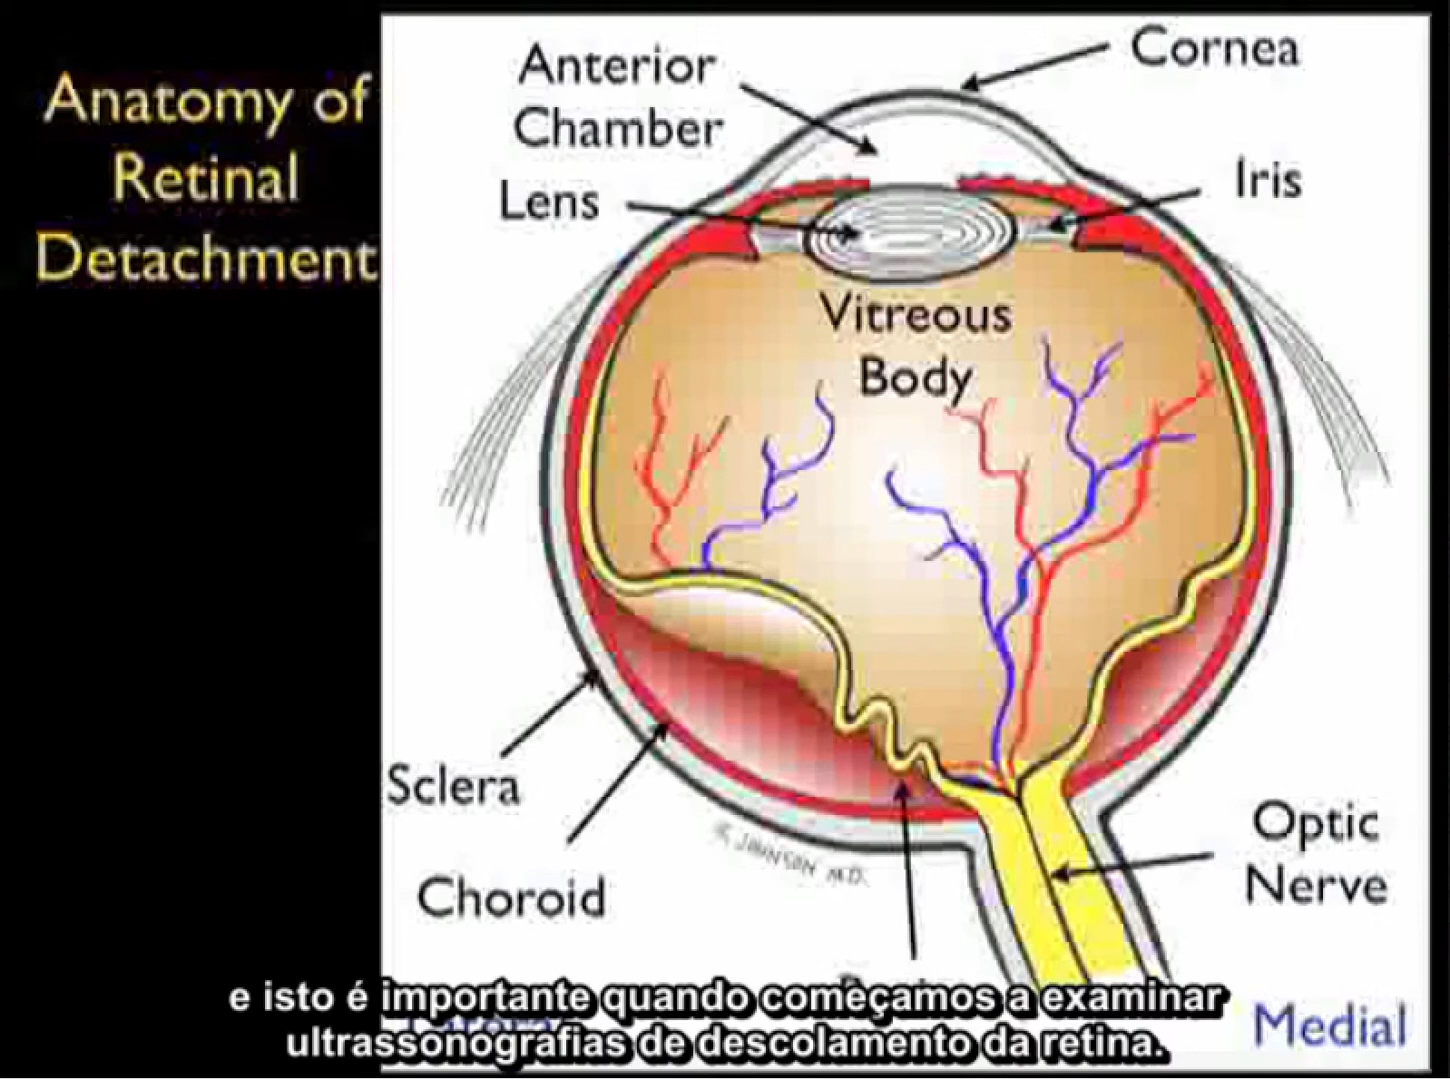 Anatomy of
Retinal
Detachment
Anterior
Chamber
Cornea
Lens
Iris
Vitreous
Body
Sclera
Choroid
Optic
Nerve
JOHNSON M.D.
Medial
e isto é importante quando começamos a examinar
ultrassonografias de descolamento da retina.